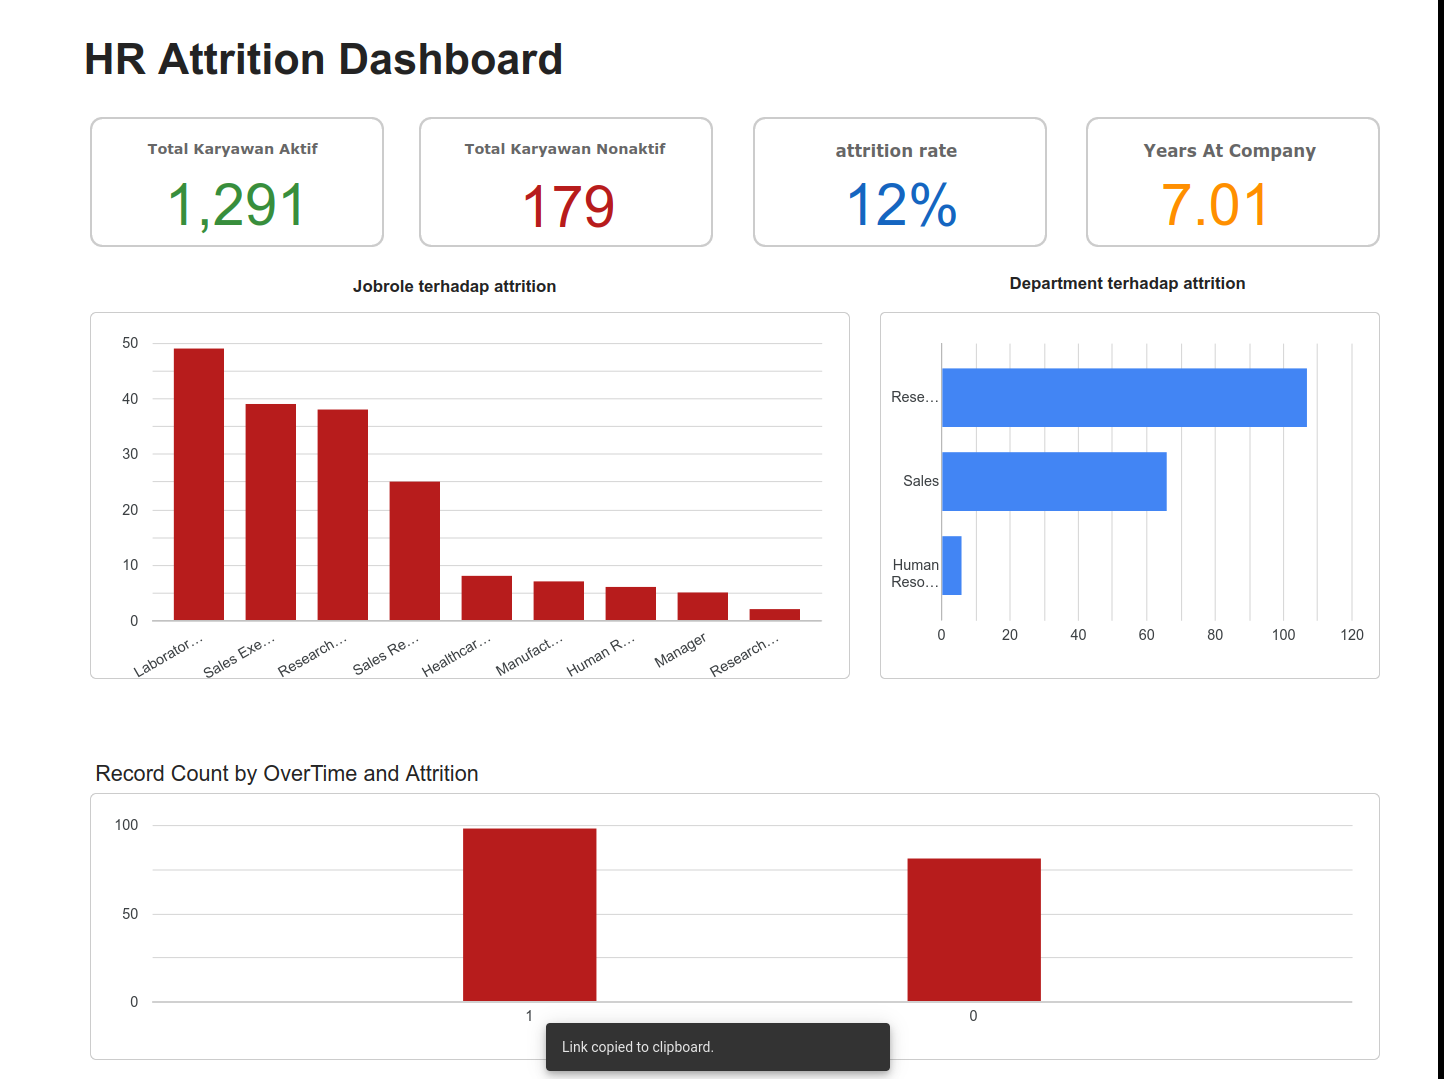 HR Attrition Dashboard
Total Karyawan Aktif
1,291
Total Karyawan Nonaktif
179
attrition rate
12%
Years At Company
7.01
Jobrole terhadap attrition
50
40
30
20
10
0
Laborator…
Sales Exe…
Research…
Sales Re…
Healthcar…
Manufact…
Human R…
Manager
Research…
Department terhadap attrition
Rese…
Sales
Human
Reso…
0 20 40 60 80 100 120
Record Count by OverTime and Attrition
100
50
0
1 0
Link copied to clipboard.